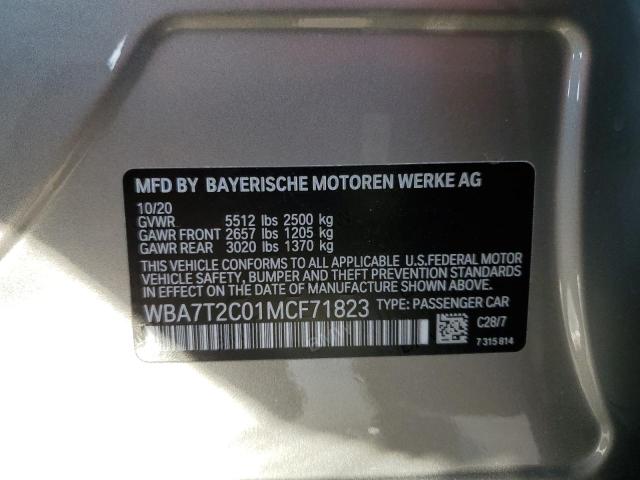 MFD BY BAYERISCHE MOTOREN WERKE AG
10/20
GVWR 5512 lbs 2500 kg
GAWR FRONT 2657 lbs 1205 kg
GAWR REAR 3020 lbs 1370 kg
THIS VEHICLE CONFORMS TO ALL APPLICABLE U.S.FEDERAL MOTOR
VEHICLE SAFETY, BUMPER AND THEFT PREVENTION STANDARDS
IN EFFECT ON THE DATE OF MANUFACTURE SHOWN ABOVE.
WBA7T2C01MCF71823 TYPE: PASSENGER CAR
C28/7
7 315 814